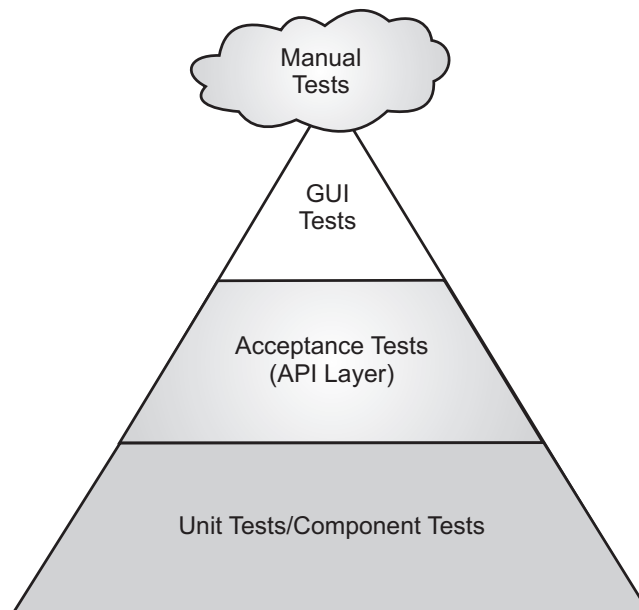 Manual
Tests
GUI
Tests
Acceptance Tests
(API Layer)
Unit Tests/Component Tests